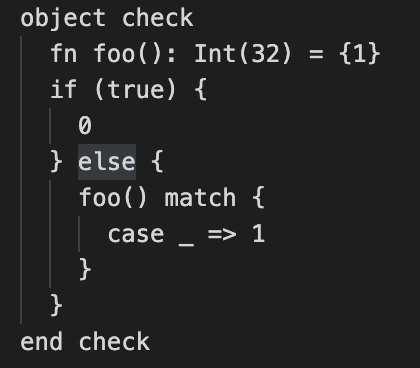 object check
  fn foo(): Int(32) = {1}
  if (true) {
    0
  } else {
    foo() match {
      case _ => 1
    }
  }
end check